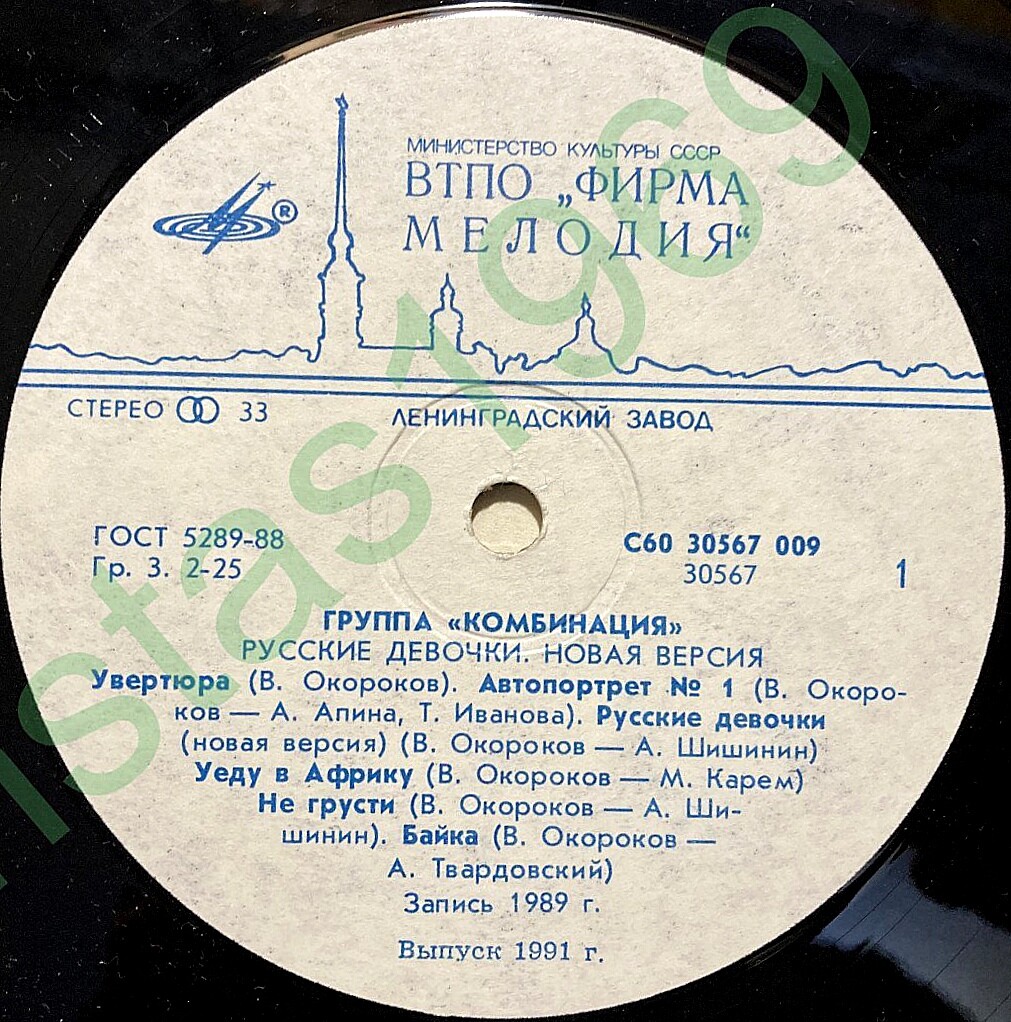 МИНИСТЕРСТВО КУЛЬТУРЫ СССР
ВТПО „ФИРМА
МЕЛОДИЯ“
®
СТЕРЕО 33
ЛЕНИНГРАДСКИЙ ЗАВОД
ГОСТ 5289-88
Гр. 3. 2-25
С60 30567 009
30567
1
ГРУППА «КОМБИНАЦИЯ»
РУССКИЕ ДЕВОЧКИ. НОВАЯ ВЕРСИЯ
Увертюра (В. Окороков). Автопортрет № 1 (В. Окоро-
ков — А. Апина, Т. Иванова). Русские девочки
(новая версия) (В. Окороков — А. Шишинин)
Уеду в Африку (В. Окороков — М. Карем)
Не грусти (В. Окороков — А. Ши-
шинин). Байка (В. Окороков —
А. Твардовский)
Запись 1989 г.
Выпуск 1991 г.
istas1969